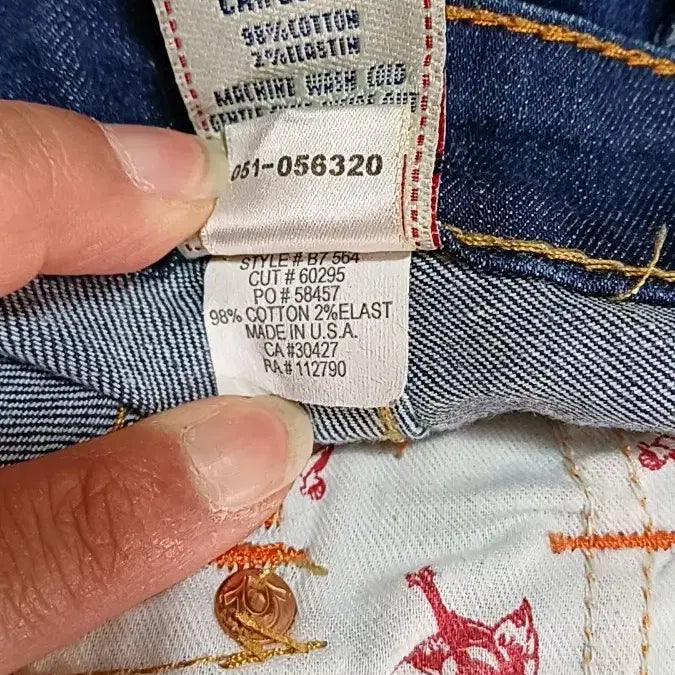 98% COTTON
2% ELASTIN
MACHINE WASH COLD
051-056320
STYLE # B7 564
CUT # 60295
PO # 58457
98% COTTON 2%ELAST
MADE IN U.S.A.
CA #30427
RA # 112790